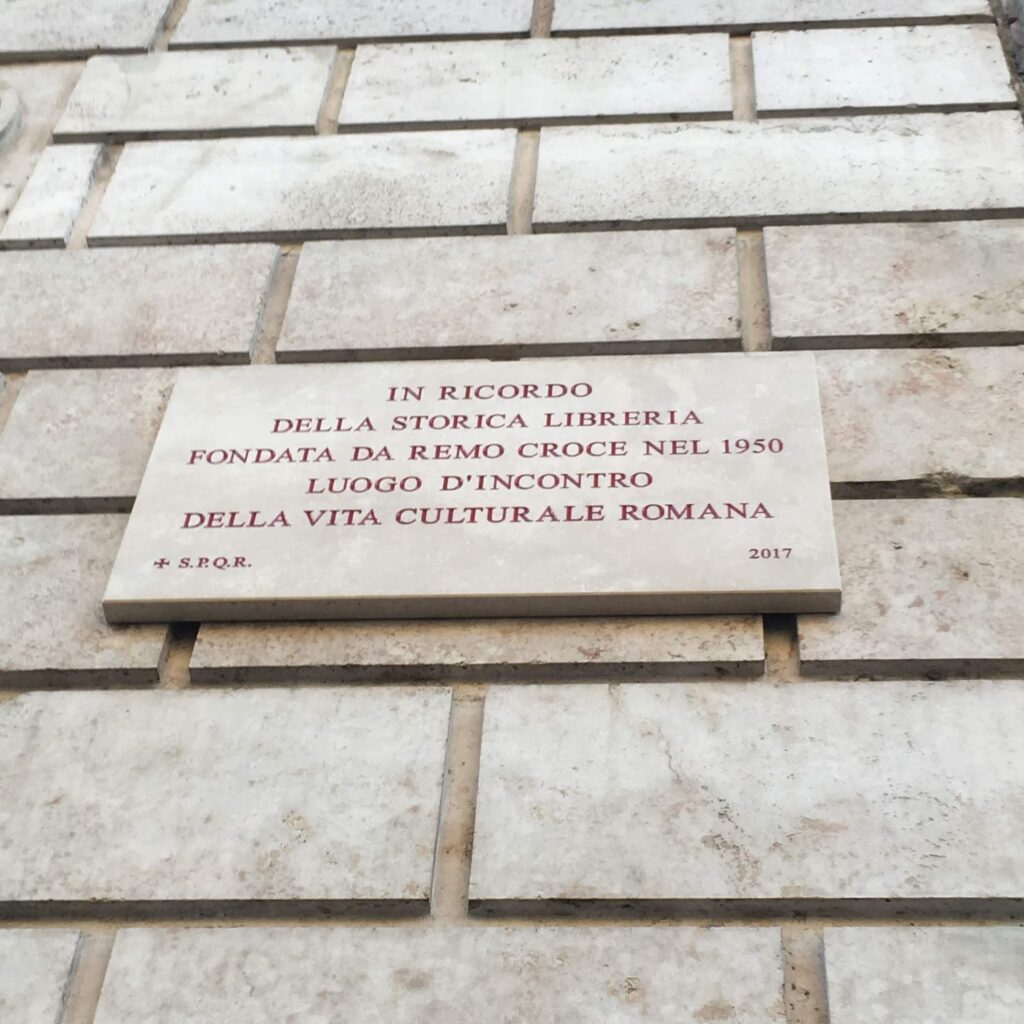 IN RICORDO
DELLA STORICA LIBRERIA
FONDATA DA REMO CROCE NEL 1950
LUOGO D'INCONTRO
DELLA VITA CULTURALE ROMANA
✠ S.P.Q.R. 2017